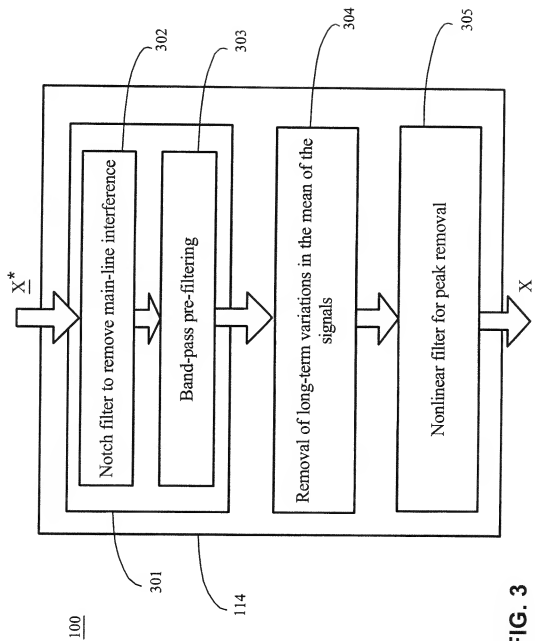 100
X*
Notch filter to remove main-line interference
302
Band-pass pre-filtering
303
301
Removal of long-term variations in the mean of the
signals
304
Nonlinear filter for peak removal
305
114
X
FIG. 3